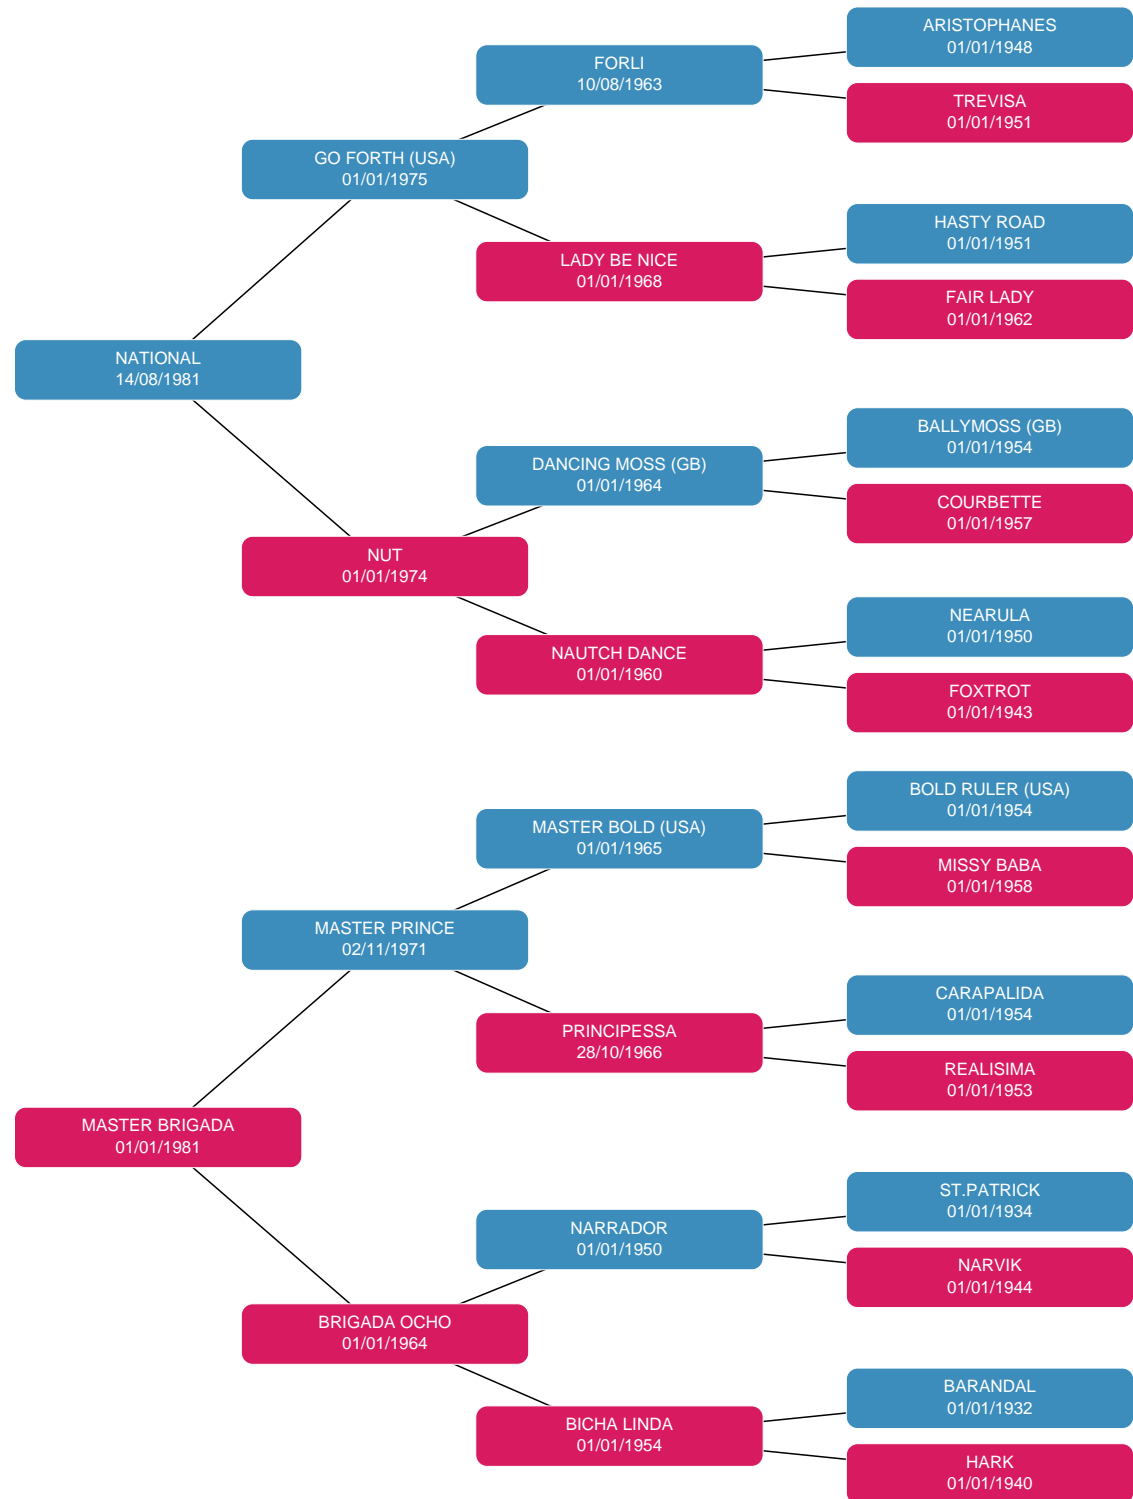 ARISTOPHANES
01/01/1948
FORLI
10/08/1963
TREVISA
01/01/1951
GO FORTH (USA)
01/01/1975
HASTY ROAD
01/01/1951
LADY BE NICE
01/01/1968
FAIR LADY
01/01/1962
NATIONAL
14/08/1981
BALLYMOSS (GB)
01/01/1954
DANCING MOSS (GB)
01/01/1964
COURBETTE
01/01/1957
NUT
01/01/1974
NEARULA
01/01/1950
NAUTCH DANCE
01/01/1960
FOXTROT
01/01/1943
BOLD RULER (USA)
01/01/1954
MASTER BOLD (USA)
01/01/1965
MISSY BABA
01/01/1958
MASTER PRINCE
02/11/1971
CARAPALIDA
01/01/1954
PRINCIPESSA
28/10/1966
REALISIMA
01/01/1953
MASTER BRIGADA
01/01/1981
ST.PATRICK
01/01/1934
NARRADOR
01/01/1950
NARVIK
01/01/1944
BRIGADA OCHO
01/01/1964
BARANDAL
01/01/1932
BICHA LINDA
01/01/1954
HARK
01/01/1940